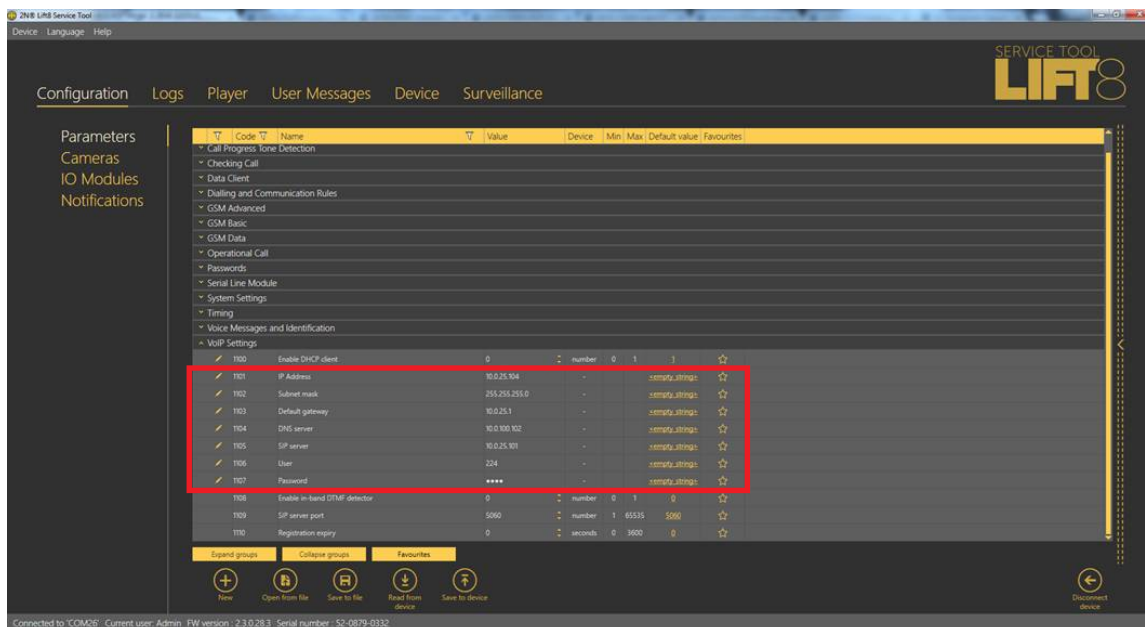 2N® Lift8 Service Tool
Device Language Help
SERVICE TOOL
LIFT8
Configuration Logs Player User Messages Device Surveillance
Parameters
Cameras
IO Modules
Notifications
Code Name Value Device Min Max Default value Favourites
Call Progress Tone Detection
Checking Call
Data Client
Dialling and Communication Rules
GSM Advanced
GSM Basic
GSM Data
Operational Call
Passwords
Serial Line Module
System Settings
Timing
Voice Messages and Identification
VoIP Settings
1100 Enable DHCP client 0 number 0 1 1
1101 IP Address 10.0.25.104 - <empty string>
1102 Subnet mask 255.255.255.0 - <empty string>
1103 Default gateway 10.0.25.1 - <empty string>
1104 DNS server 10.0.100.102 - <empty string>
1105 SIP server 10.0.25.101 - <empty string>
1106 User 224 - <empty string>
1107 Password •••• - <empty string>
1108 Enable in-band DTMF detector 0 number 0 1 0
1109 SIP server port 5060 number 1 65535 5060
1110 Registration expiry 0 seconds 0 3600 0
Expand groups Collapse groups Favourites
New Open from file Save to file Read from device Save to device Disconnect device
Connected to 'COM26' Current user: Admin FW version : 2.3.0.28.3 Serial number : 52-0879-0332